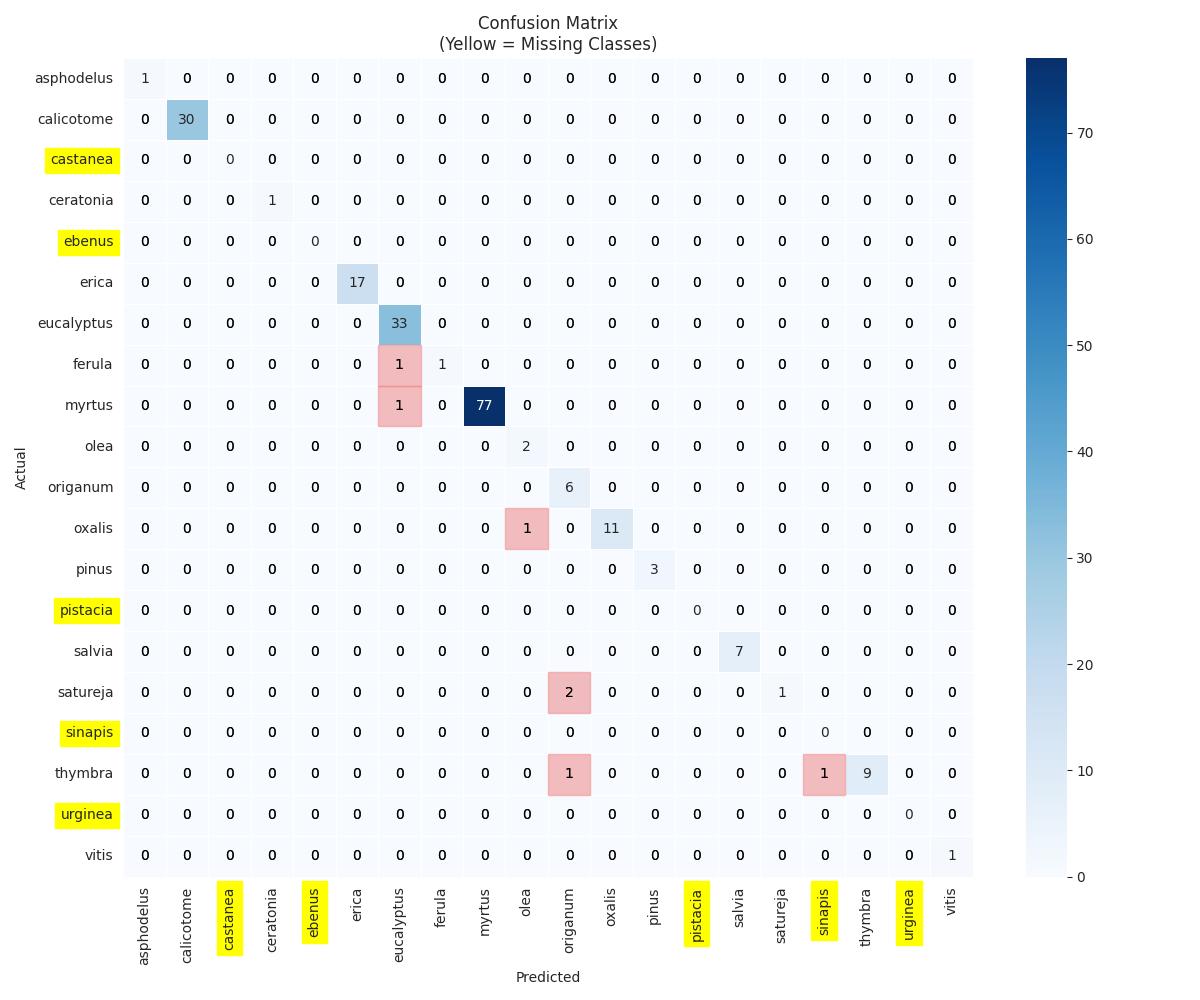 Confusion Matrix
(Yellow = Missing Classes)
asphodelus 1 0 0 0 0 0 0 0 0 0 0 0 0 0 0 0 0 0 0 0
calicotome 0 30 0 0 0 0 0 0 0 0 0 0 0 0 0 0 0 0 0 0
castanea 0 0 0 0 0 0 0 0 0 0 0 0 0 0 0 0 0 0 0 0
ceratonia 0 0 0 1 0 0 0 0 0 0 0 0 0 0 0 0 0 0 0 0
ebenus 0 0 0 0 0 0 0 0 0 0 0 0 0 0 0 0 0 0 0 0
erica 0 0 0 0 0 17 0 0 0 0 0 0 0 0 0 0 0 0 0 0
eucalyptus 0 0 0 0 0 0 33 0 0 0 0 0 0 0 0 0 0 0 0 0
ferula 0 0 0 0 0 0 1 1 0 0 0 0 0 0 0 0 0 0 0 0
myrtus 0 0 0 0 0 0 1 0 77 0 0 0 0 0 0 0 0 0 0 0
olea 0 0 0 0 0 0 0 0 0 2 0 0 0 0 0 0 0 0 0 0
origanum 0 0 0 0 0 0 0 0 0 0 6 0 0 0 0 0 0 0 0 0
oxalis 0 0 0 0 0 0 0 0 0 1 0 11 0 0 0 0 0 0 0 0
pinus 0 0 0 0 0 0 0 0 0 0 0 0 3 0 0 0 0 0 0 0
pistacia 0 0 0 0 0 0 0 0 0 0 0 0 0 0 0 0 0 0 0 0
salvia 0 0 0 0 0 0 0 0 0 0 0 0 0 0 7 0 0 0 0 0
satureja 0 0 0 0 0 0 0 0 0 0 2 0 0 0 0 1 0 0 0 0
sinapis 0 0 0 0 0 0 0 0 0 0 0 0 0 0 0 0 0 0 0 0
thymbra 0 0 0 0 0 0 0 0 0 0 1 0 0 0 0 0 1 9 0 0
urginea 0 0 0 0 0 0 0 0 0 0 0 0 0 0 0 0 0 0 0 0
vitis 0 0 0 0 0 0 0 0 0 0 0 0 0 0 0 0 0 0 0 1
Actual
asphodelus calicotome castanea ceratonia ebenus erica eucalyptus ferula myrtus olea origanum oxalis pinus pistacia salvia satureja sinapis thymbra urginea vitis
Predicted
70
60
50
40
30
20
10
0